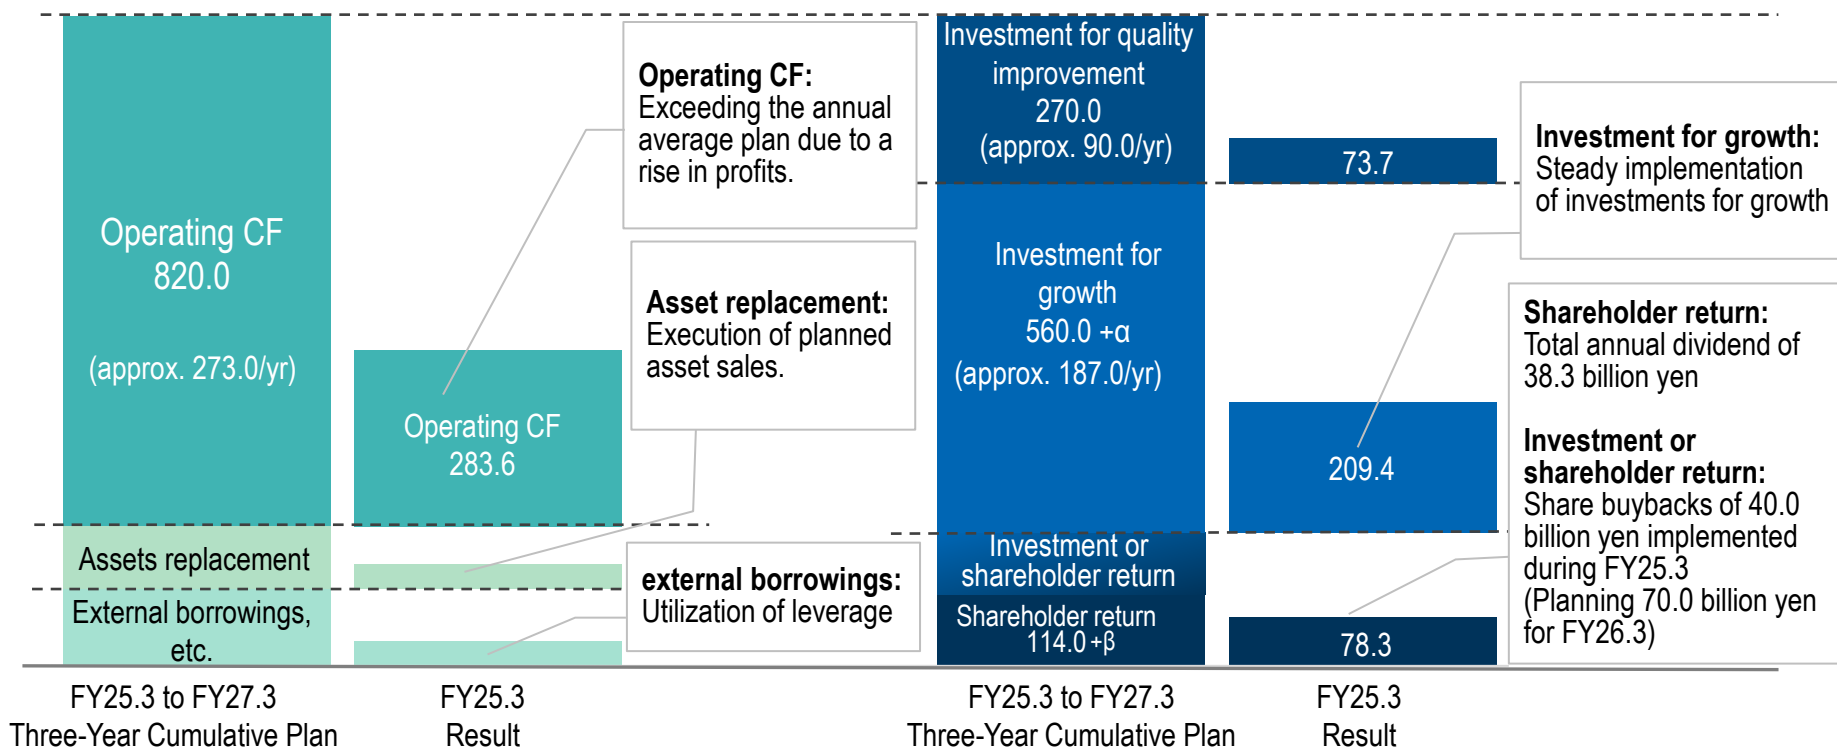 Operating CF
820.0
(approx. 273.0/yr)
Assets replacement
External borrowings,
etc.
FY25.3 to FY27.3
Three-Year Cumulative Plan
Operating CF
283.6
FY25.3
Result
Operating CF:
Exceeding the annual
average plan due to a
rise in profits.
Asset replacement:
Execution of planned
asset sales.
external borrowings:
Utilization of leverage
Investment for quality
improvement
270.0
(approx. 90.0/yr)
Investment for
growth
560.0 +α
(approx. 187.0/yr)
Investment or
shareholder return
Shareholder return
114.0 +β
FY25.3 to FY27.3
Three-Year Cumulative Plan
73.7
209.4
78.3
FY25.3
Result
Investment for growth:
Steady implementation
of investments for growth
Shareholder return:
Total annual dividend of
38.3 billion yen
Investment or
shareholder return:
Share buybacks of 40.0
billion yen implemented
during FY25.3
(Planning 70.0 billion yen
for FY26.3)